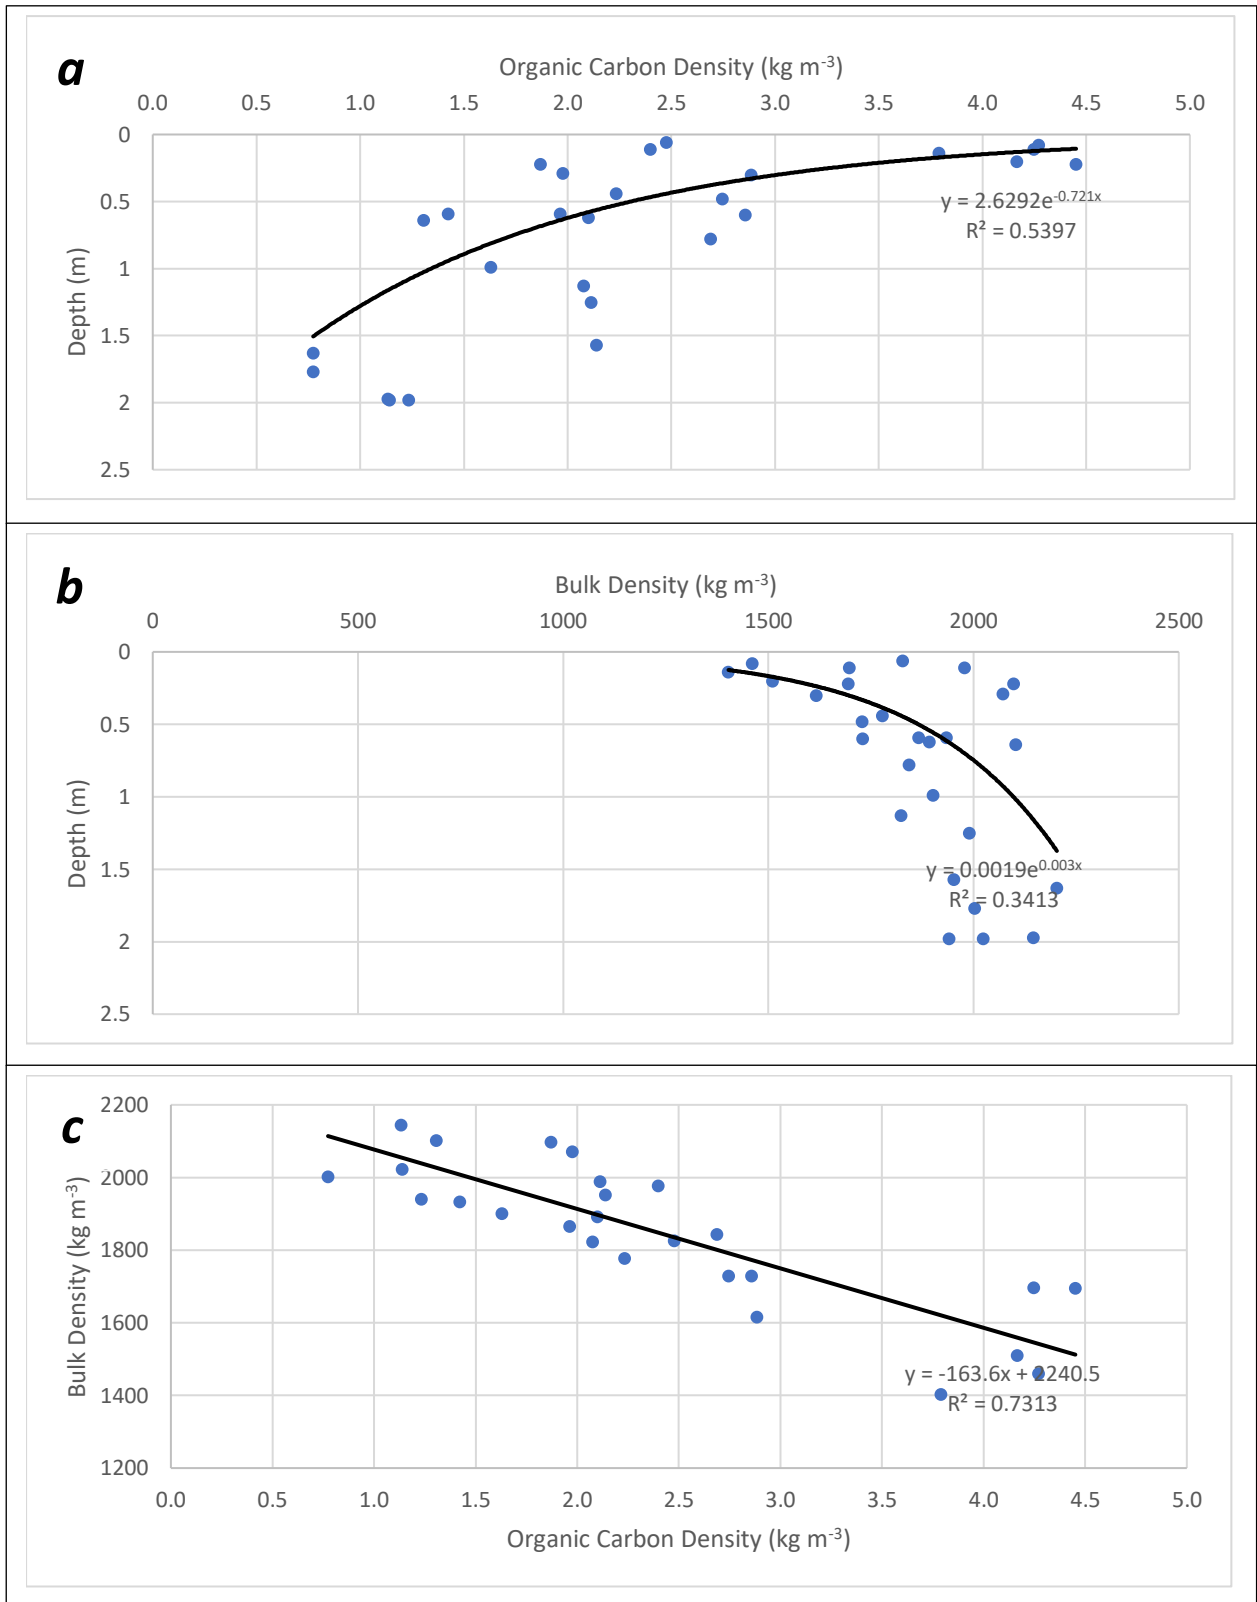 a
Organic Carbon Density (kg m⁻³)
0.0 0.5 1.0 1.5 2.0 2.5 3.0 3.5 4.0 4.5 5.0
0
0.5
1
1.5
2
2.5
Depth (m)
y = 2.6292e⁻⁰·⁷²¹ˣ
R² = 0.5397
b
Bulk Density (kg m⁻³)
0 500 1000 1500 2000 2500
0
0.5
1
1.5
2
2.5
Depth (m)
y = 0.0019e⁰·⁰⁰³ˣ
R² = 0.3413
c
2200
2000
1800
1600
1400
1200
Bulk Density (kg m⁻³)
y = -163.6x + 2240.5
R² = 0.7313
0.0 0.5 1.0 1.5 2.0 2.5 3.0 3.5 4.0 4.5 5.0
Organic Carbon Density (kg m⁻³)